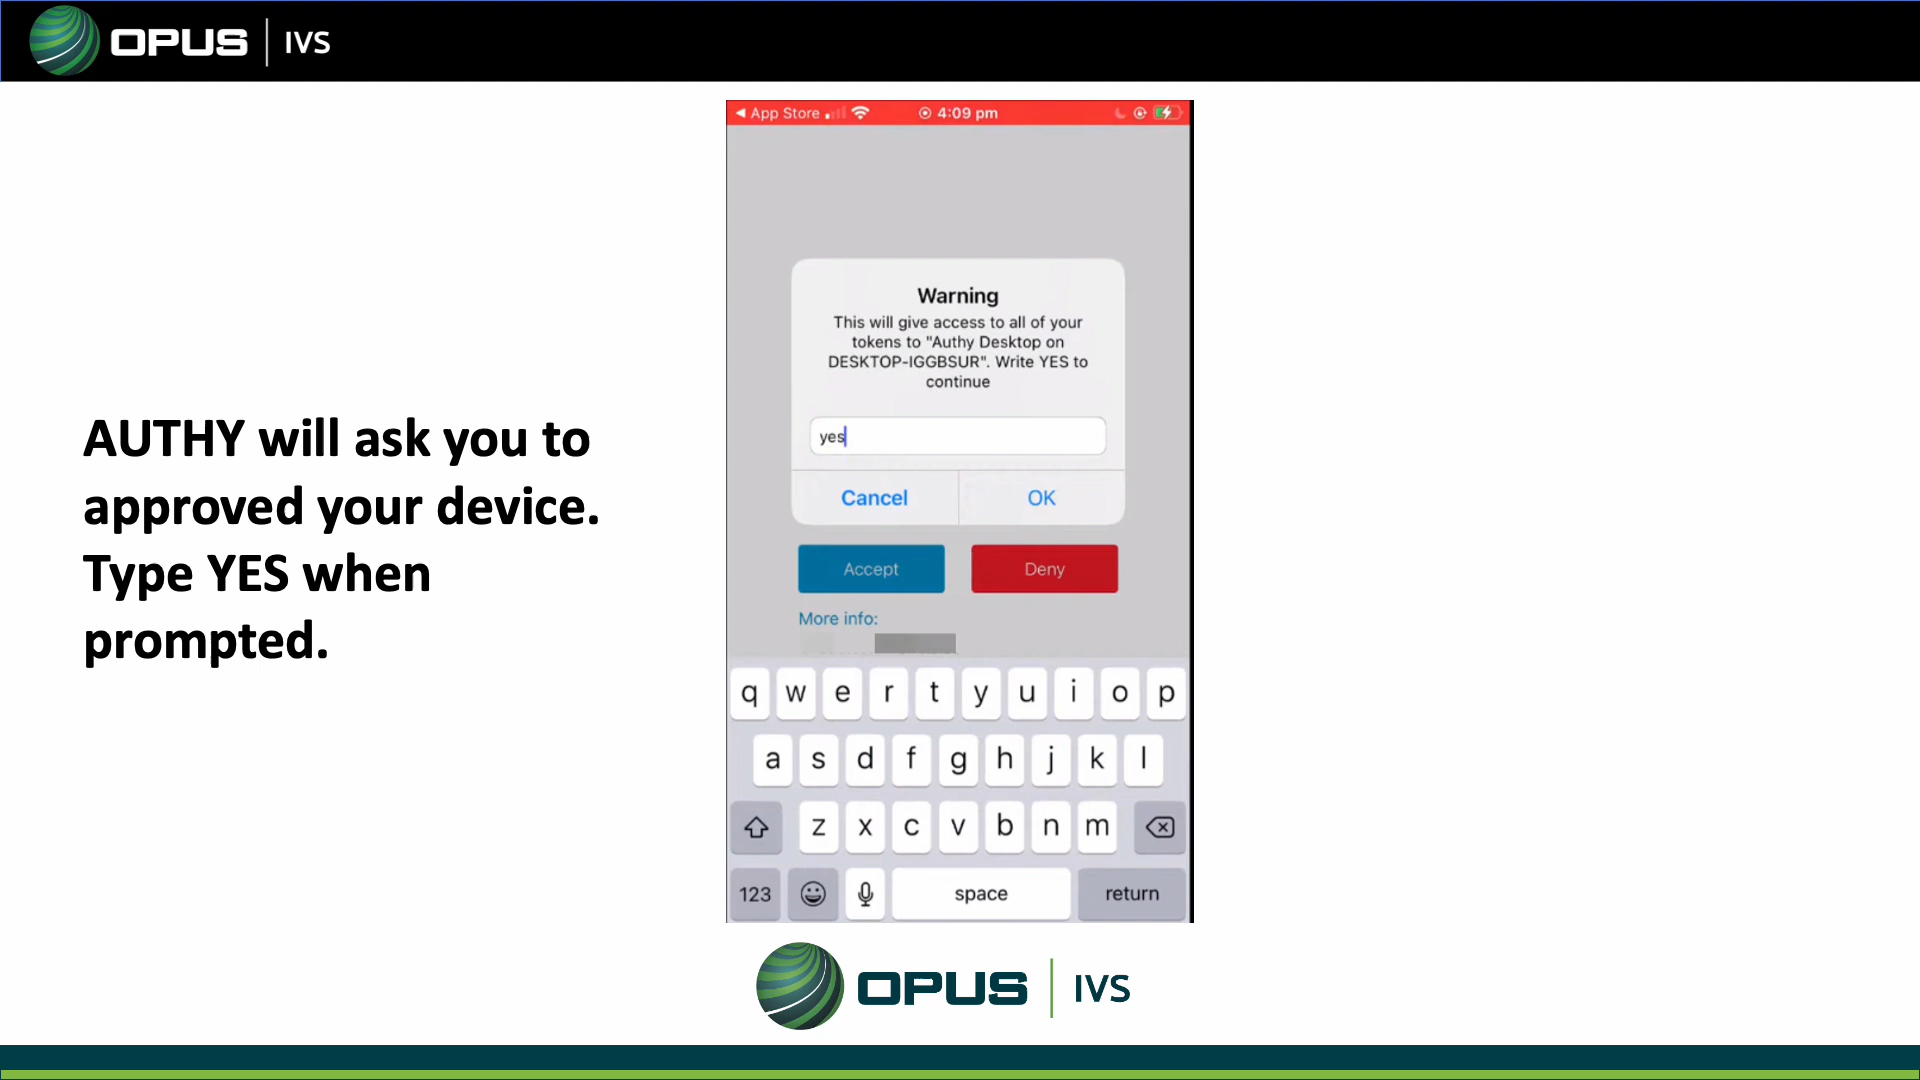 OPUS | IVS
◀ App Store 4:09 pm
Warning
This will give access to all of your
tokens to "Authy Desktop on
DESKTOP-IGGBSUR". Write YES to
continue
yes
Cancel OK
Accept Deny
More info:
AUTHY will ask you to
approved your device.
Type YES when
prompted.
q w e r t y u i o p
a s d f g h j k l
z x c v b n m
123 space return
OPUS | IVS